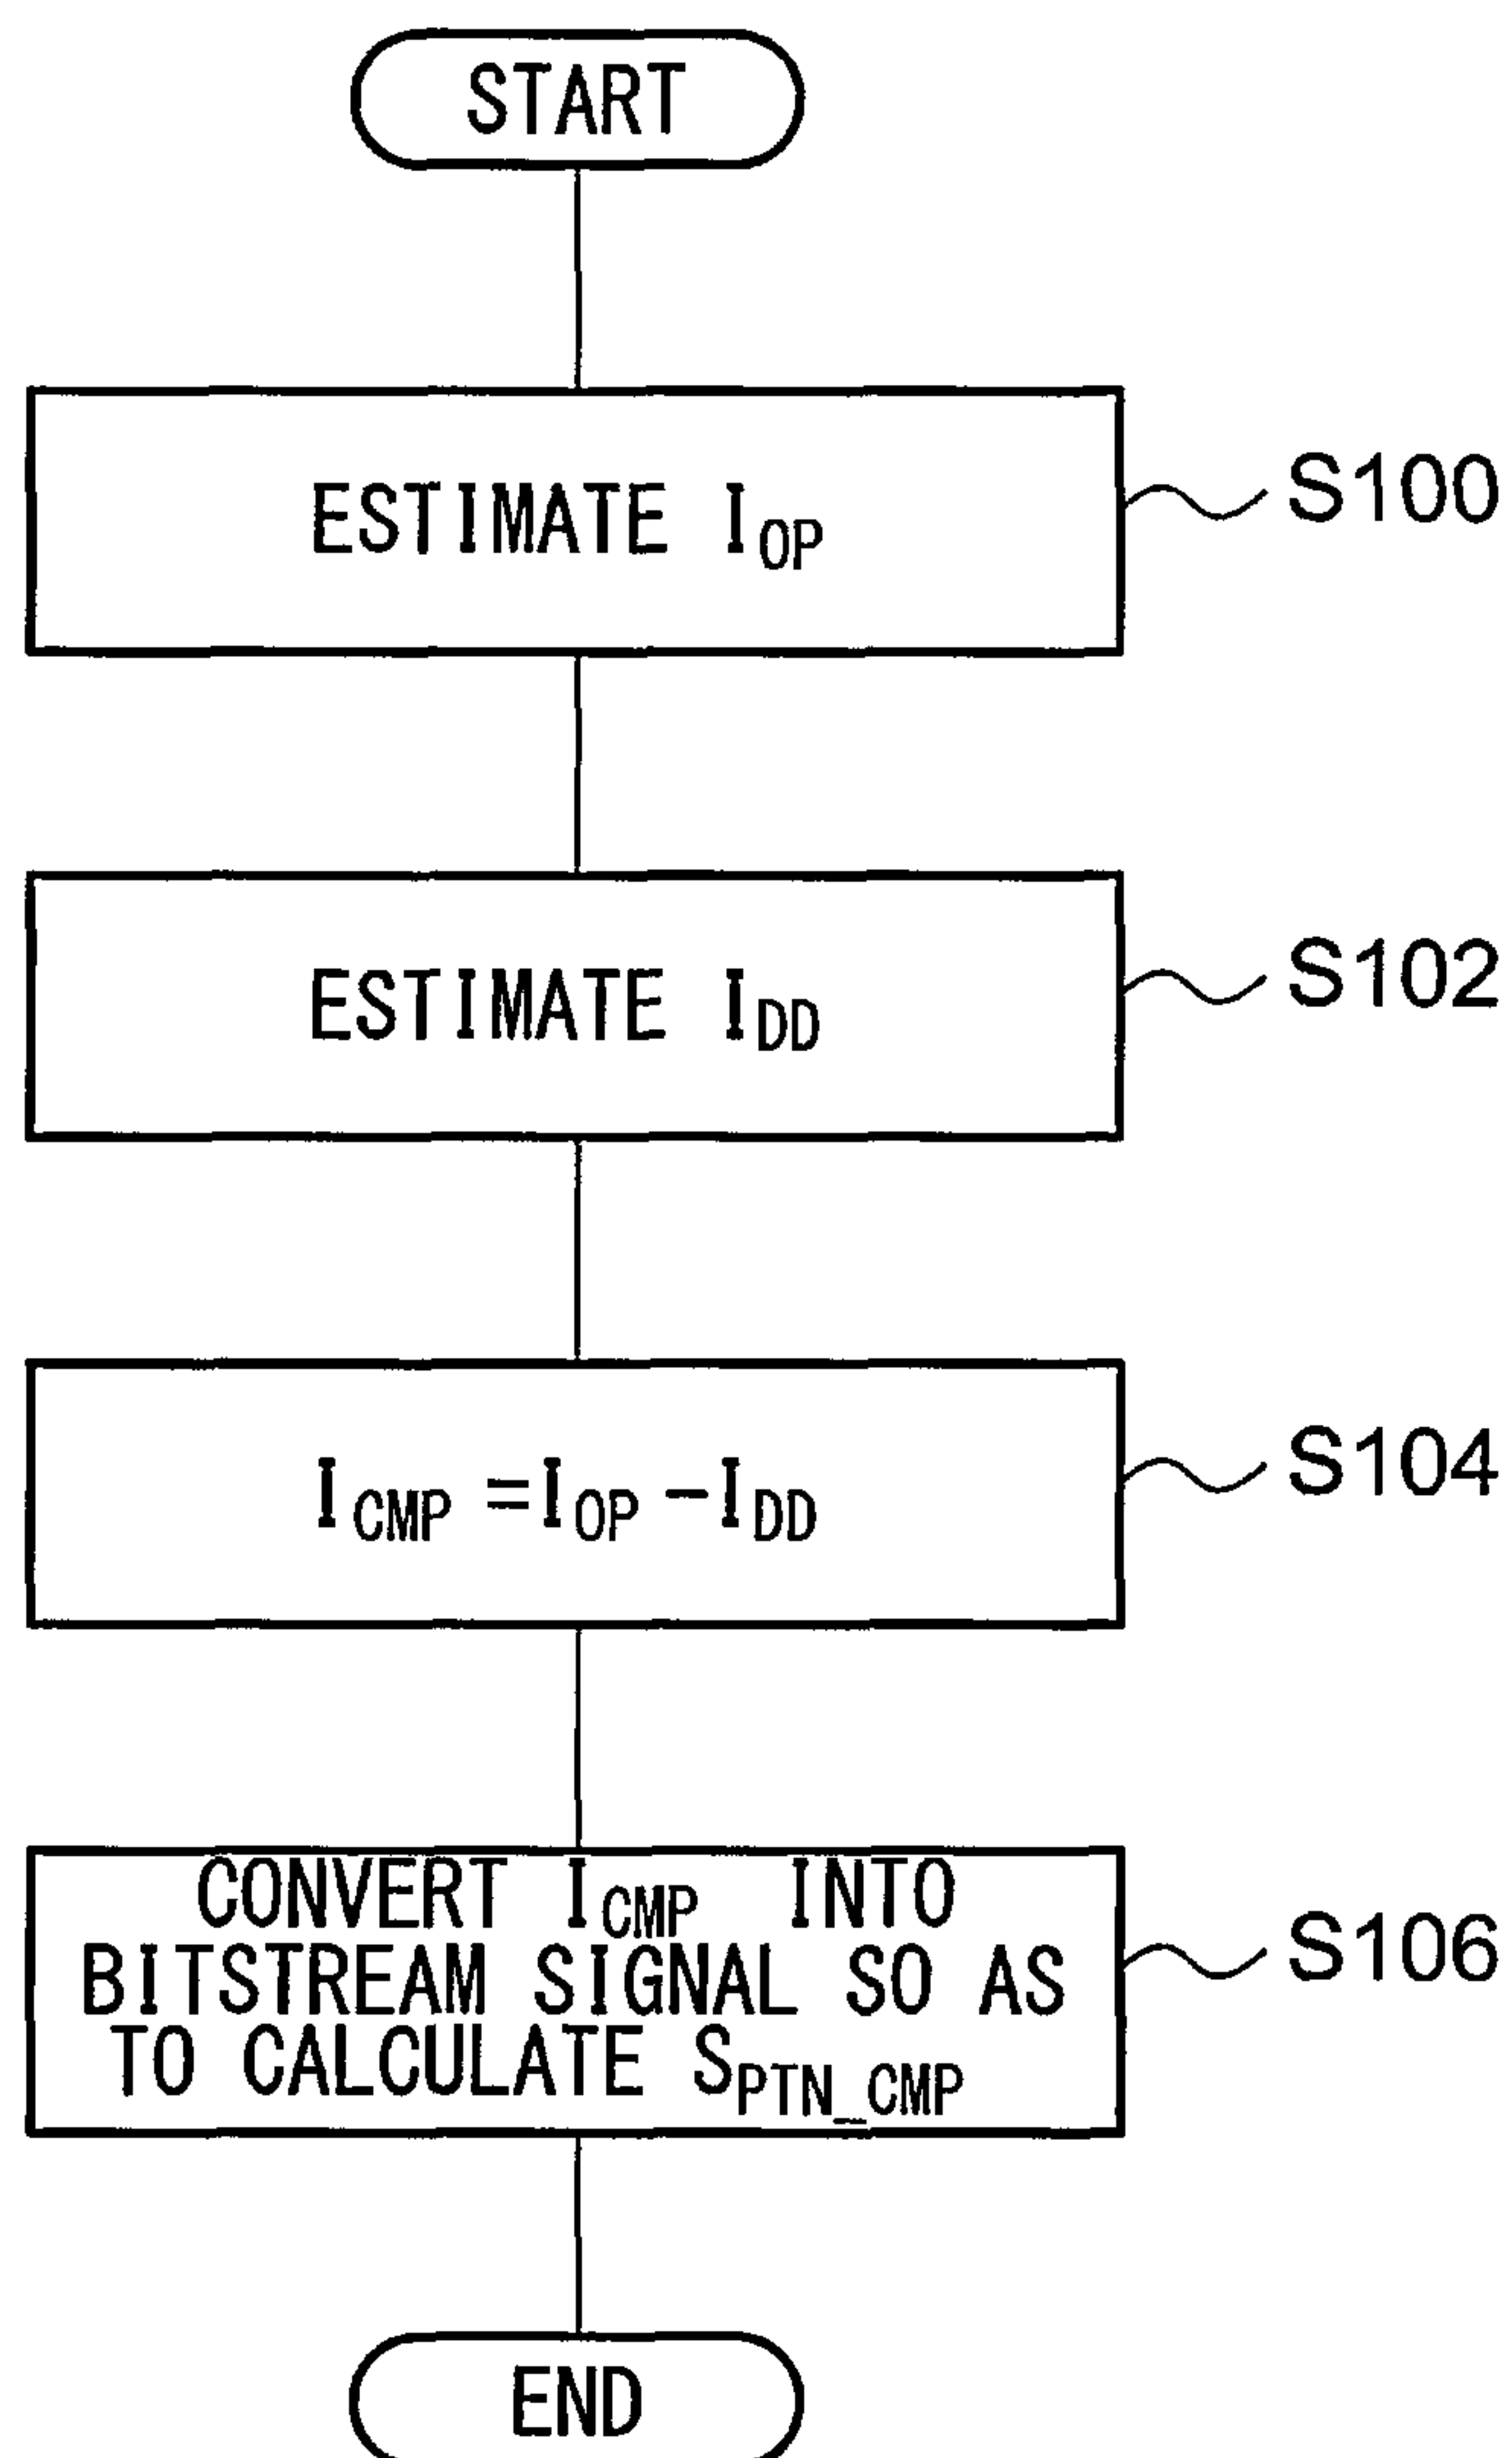 START
ESTIMATE I_OP
S100
ESTIMATE I_DD
S102
I_CMP =I_OP -I_DD
S104
CONVERT I_CMP INTO
BITSTREAM SIGNAL SO AS
TO CALCULATE S_PTN_CMP
S106
END